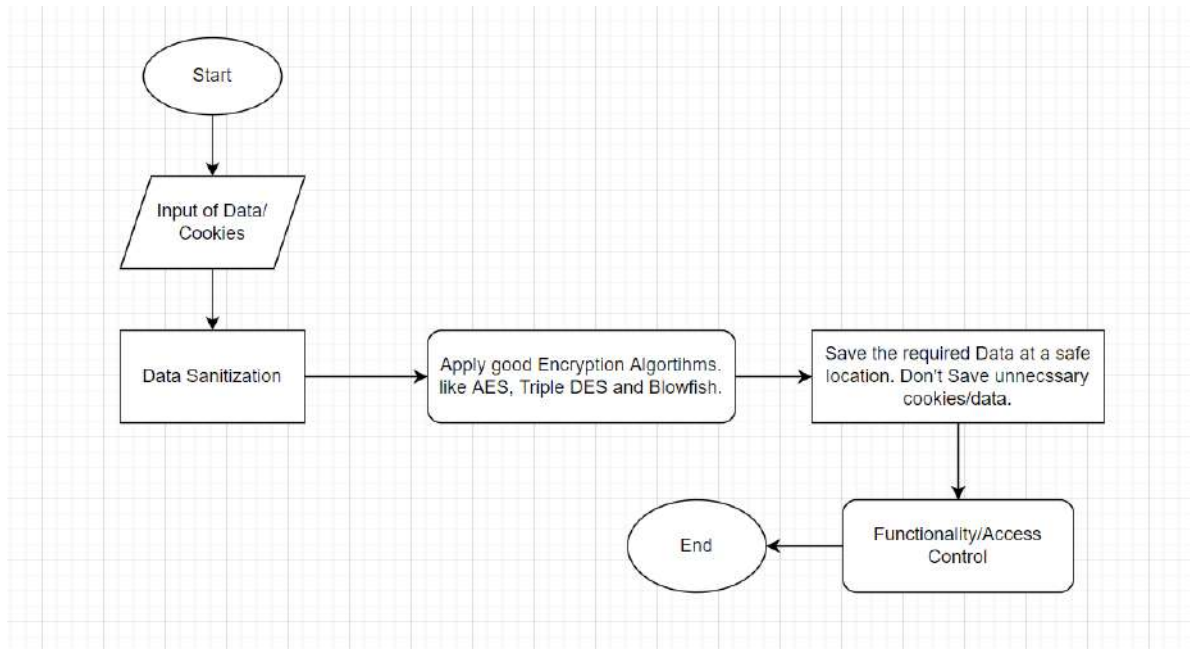 Start
Input of Data/
Cookies
Data Sanitization
Apply good Encryption Algortihms.
like AES, Triple DES and Blowfish.
Save the required Data at a safe
location. Don't Save unnecssary
cookies/data.
Functionality/Access
Control
End